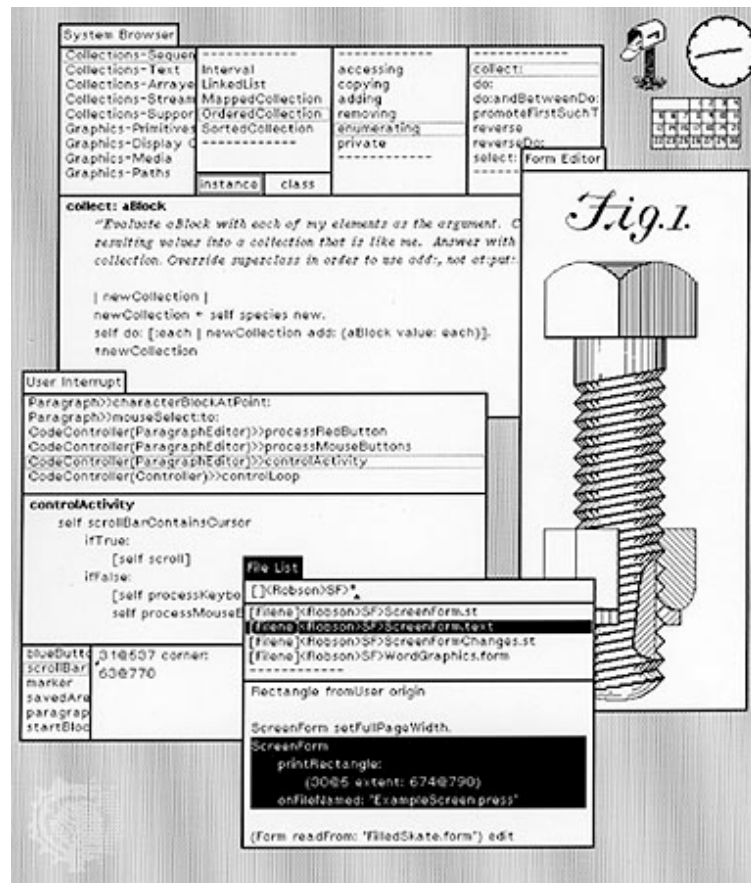 System Browser
Collections-Sequen
Collections-Text
Collections-Arraye
Collections-Stream
Collections-Suppor
Graphics-Primitives
Graphics-Display
Graphics-Media
Graphics-Paths
------------
Interval
LinkedList
MappedCollection
OrderedCollection
SortedCollection
------------
instance
class
------------
accessing
copying
adding
removing
enumerating
private
------------
------------
collect:
do:
do:andBetweenDo:
promoteFirstSuchT
reverse
reverseDo:
select:
collect: aBlock
"Evaluate aBlock with each of my elements as the argument. C
resulting values into a collection that is like me. Answer with
collection. Override superclass in order to use add:, not at:put:.
| newCollection |
newCollection ← self species new.
self do: [:each | newCollection add: (aBlock value: each)].
↑newCollection
Form Editor
Fig.1.
User Interrupt
Paragraph>>characterBlockAtPoint:
Paragraph>>mouseSelect:to:
CodeController(ParagraphEditor)>>processRedButton
CodeController(ParagraphEditor)>>processMouseButtons
CodeController(ParagraphEditor)>>controlActivity
CodeController(Controller)>>controlLoop
controlActivity
self scrollBarContainsCursor
ifTrue:
[self scroll]
ifFalse:
[self processKeybo
self processMouseB
blueButto
scrollBar
marker
savedAre
paragrap
startBloc
31@537 corner:
63@770
File List
[]<Robson>SF>*
[filene]<Robson>SF>ScreenForm.st
[filene]<Robson>SF>ScreenForm.text
[filene]<Robson>SF>ScreenFormChanges.st
[filene]<Robson>SF>WordGraphics.form
------------
Rectangle fromUser origin
ScreenForm setFullPageWidth.
ScreenForm
printRectangle:
(30@5 extent: 674@790)
onFileNamed: 'ExampleScreen.press'
(Form readFrom: 'FilledSkate.form') edit